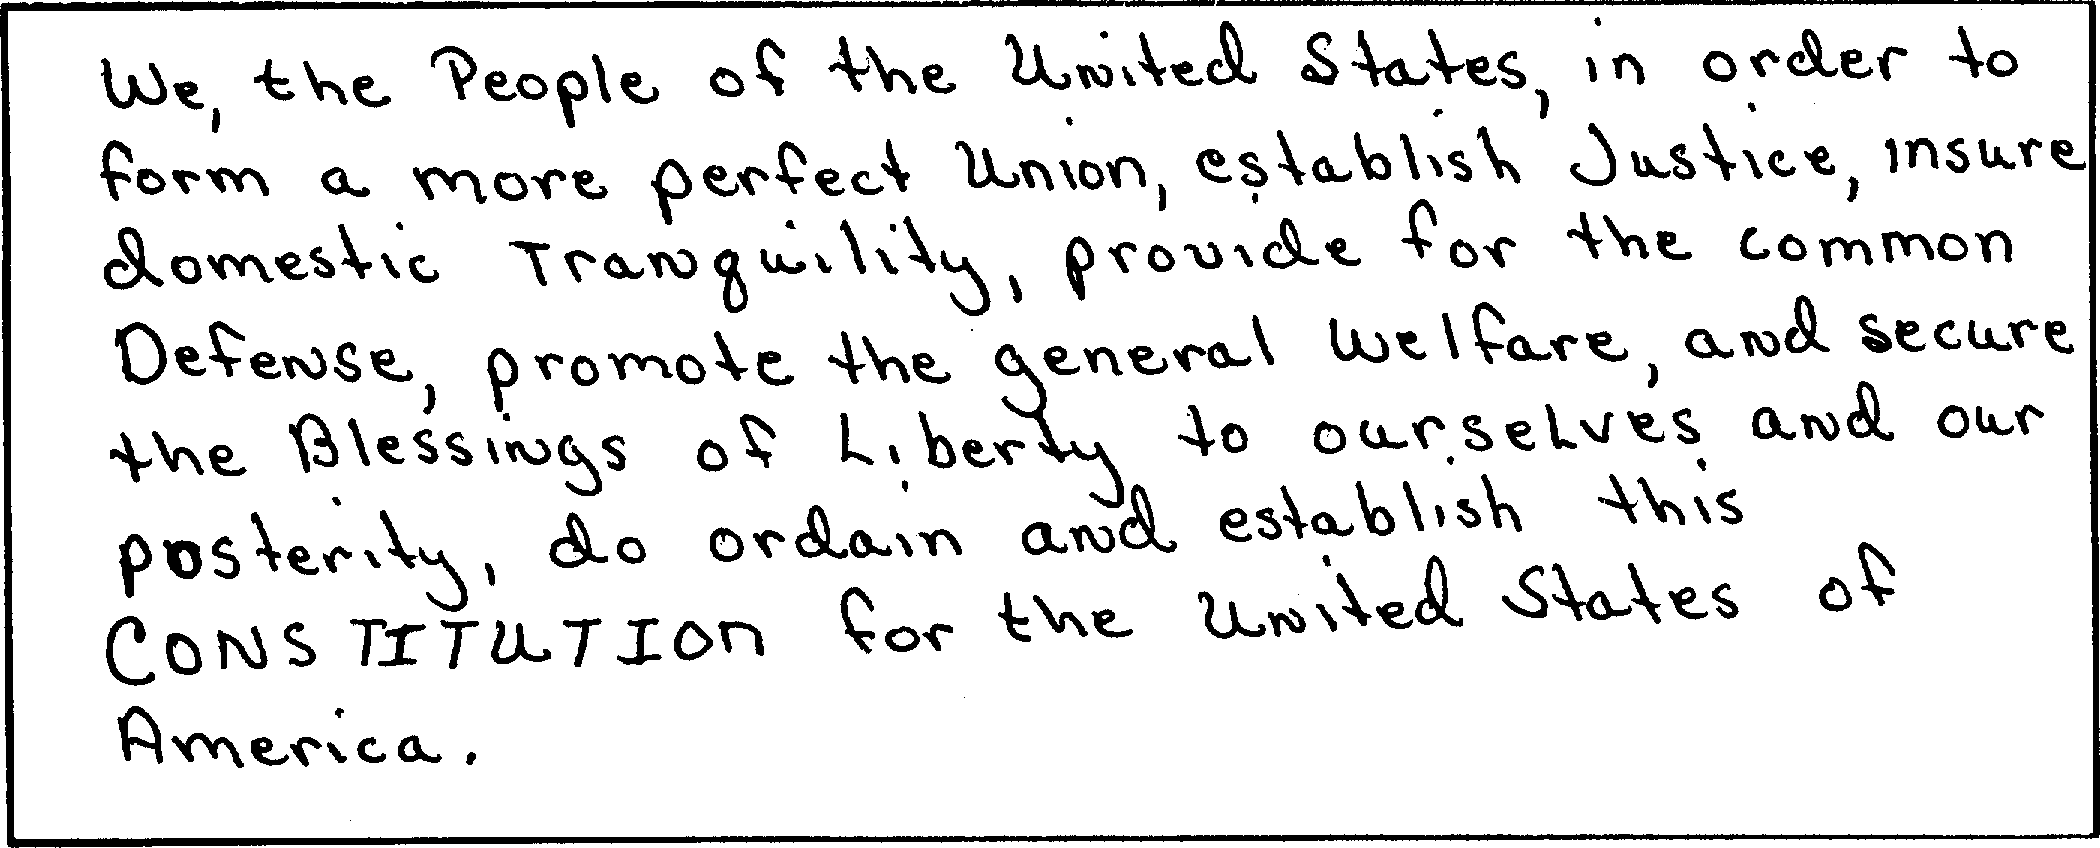 We, the People of the United States, in order to
form a more perfect Union, establish Justice, insure
domestic Tranquility, provide for the common
Defense, promote the general Welfare, and secure
the Blessings of Liberty to ourselves and our
posterity, do ordain and establish this
CONSTITUTION for the United States of
America.